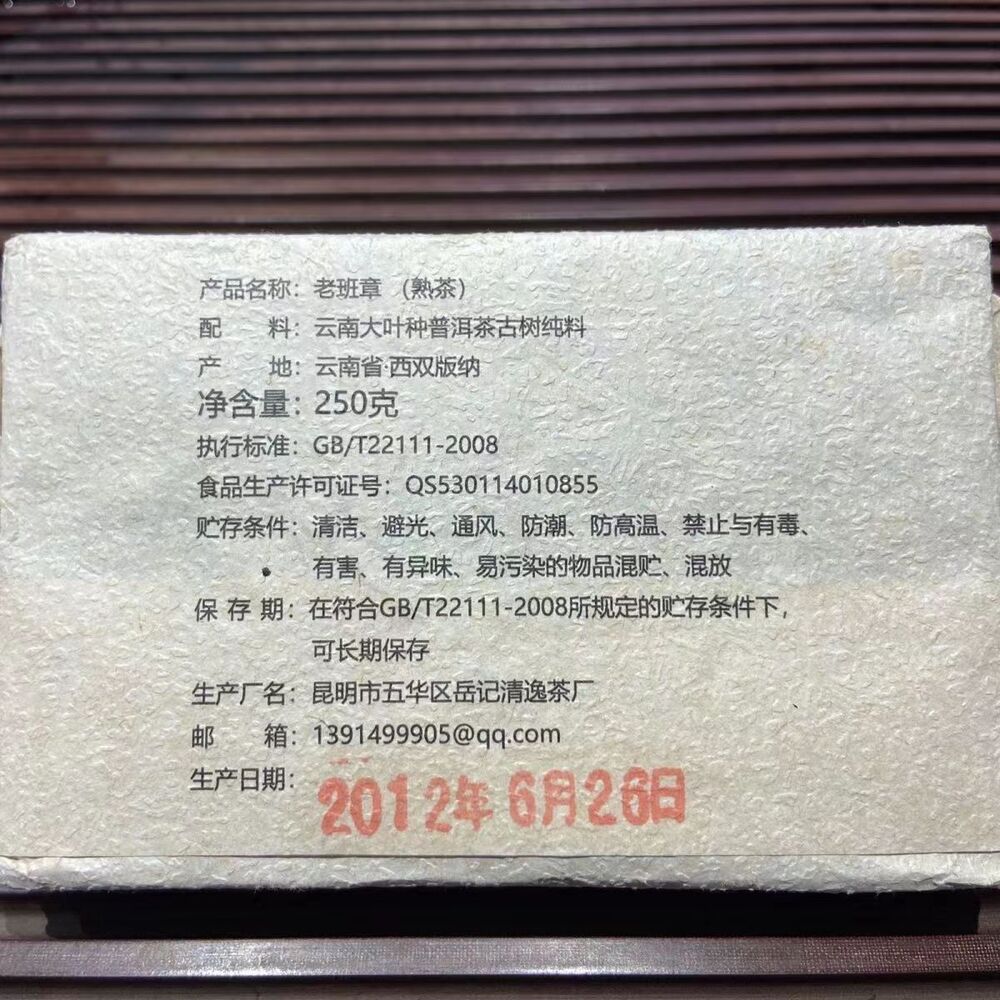 产品名称：老班章（熟茶）
配　　料：云南大叶种普洱茶古树纯料
产　　地：云南省·西双版纳
净含量：250克
执行标准：GB/T22111-2008
食品生产许可证号：QS530114010855
贮存条件：清洁、避光、通风、防潮、防高温、禁止与有毒、
有害、有异味、易污染的物品混贮、混放
保 存 期：在符合GB/T22111-2008所规定的贮存条件下，
可长期保存
生产厂名：昆明市五华区岳记清逸茶厂
邮　　箱：1391499905@qq.com
生产日期：2012年6月26日